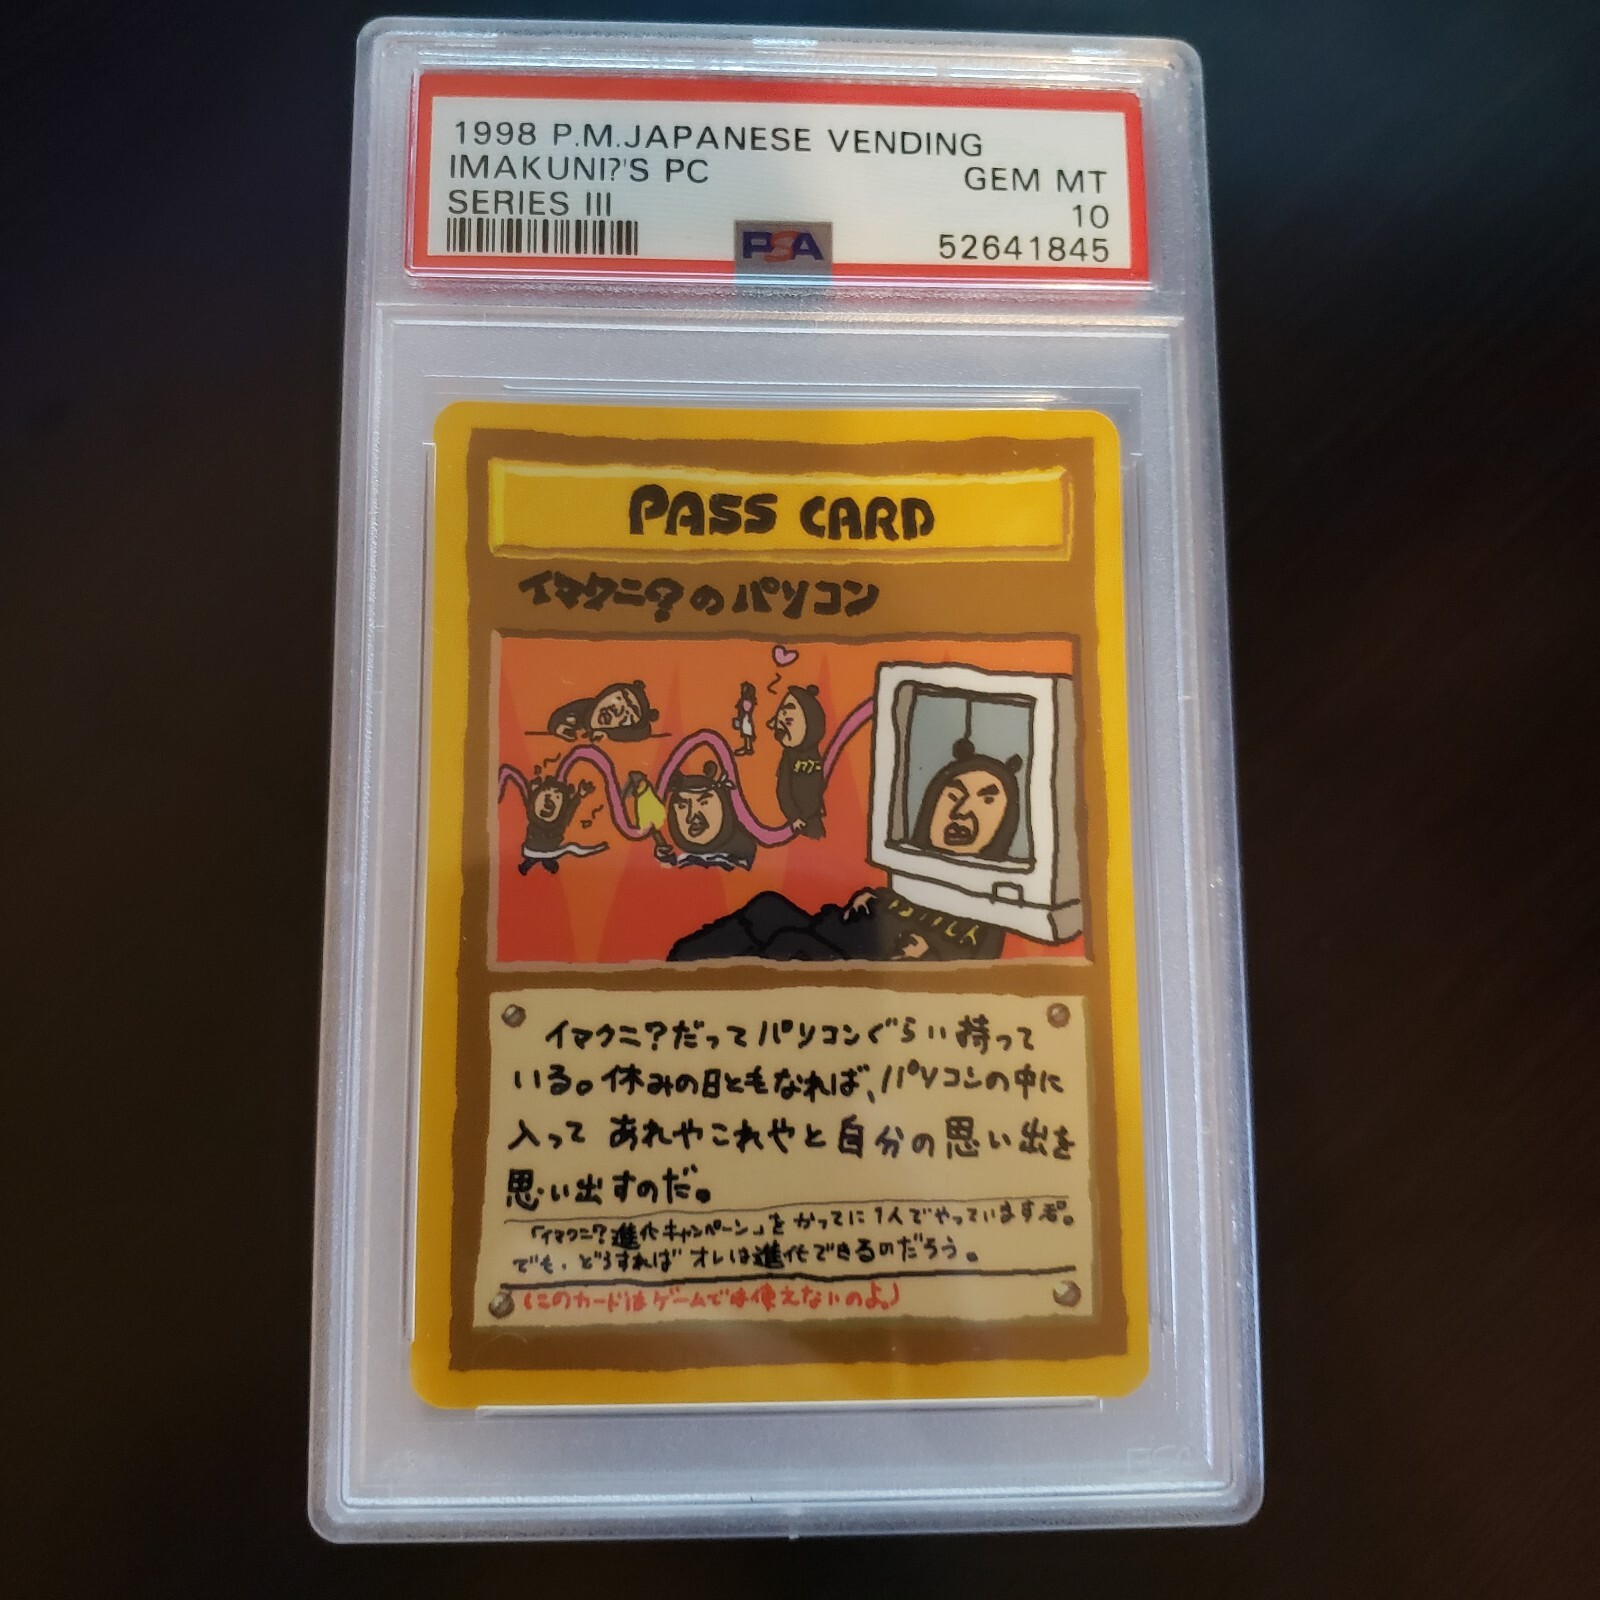 1998 P.M.JAPANESE VENDING
IMAKUNI?'S PC
GEM MT
SERIES III
10
PSA
52641845
PASS CARD
イマクニ?のパソコン
イマクニ?だってパソコンぐらい持って
いる。休みの日ともなれば、パソコンの中に
入って あれやこれやと自分の思い出を
思い出すのだ。
「イマクニ?進化キャンペーン」をかってに1人でやっていますぞ。
でも、どうすれば オレは進化できるのだろう。
(このカードはゲームでは使えないのよ。)